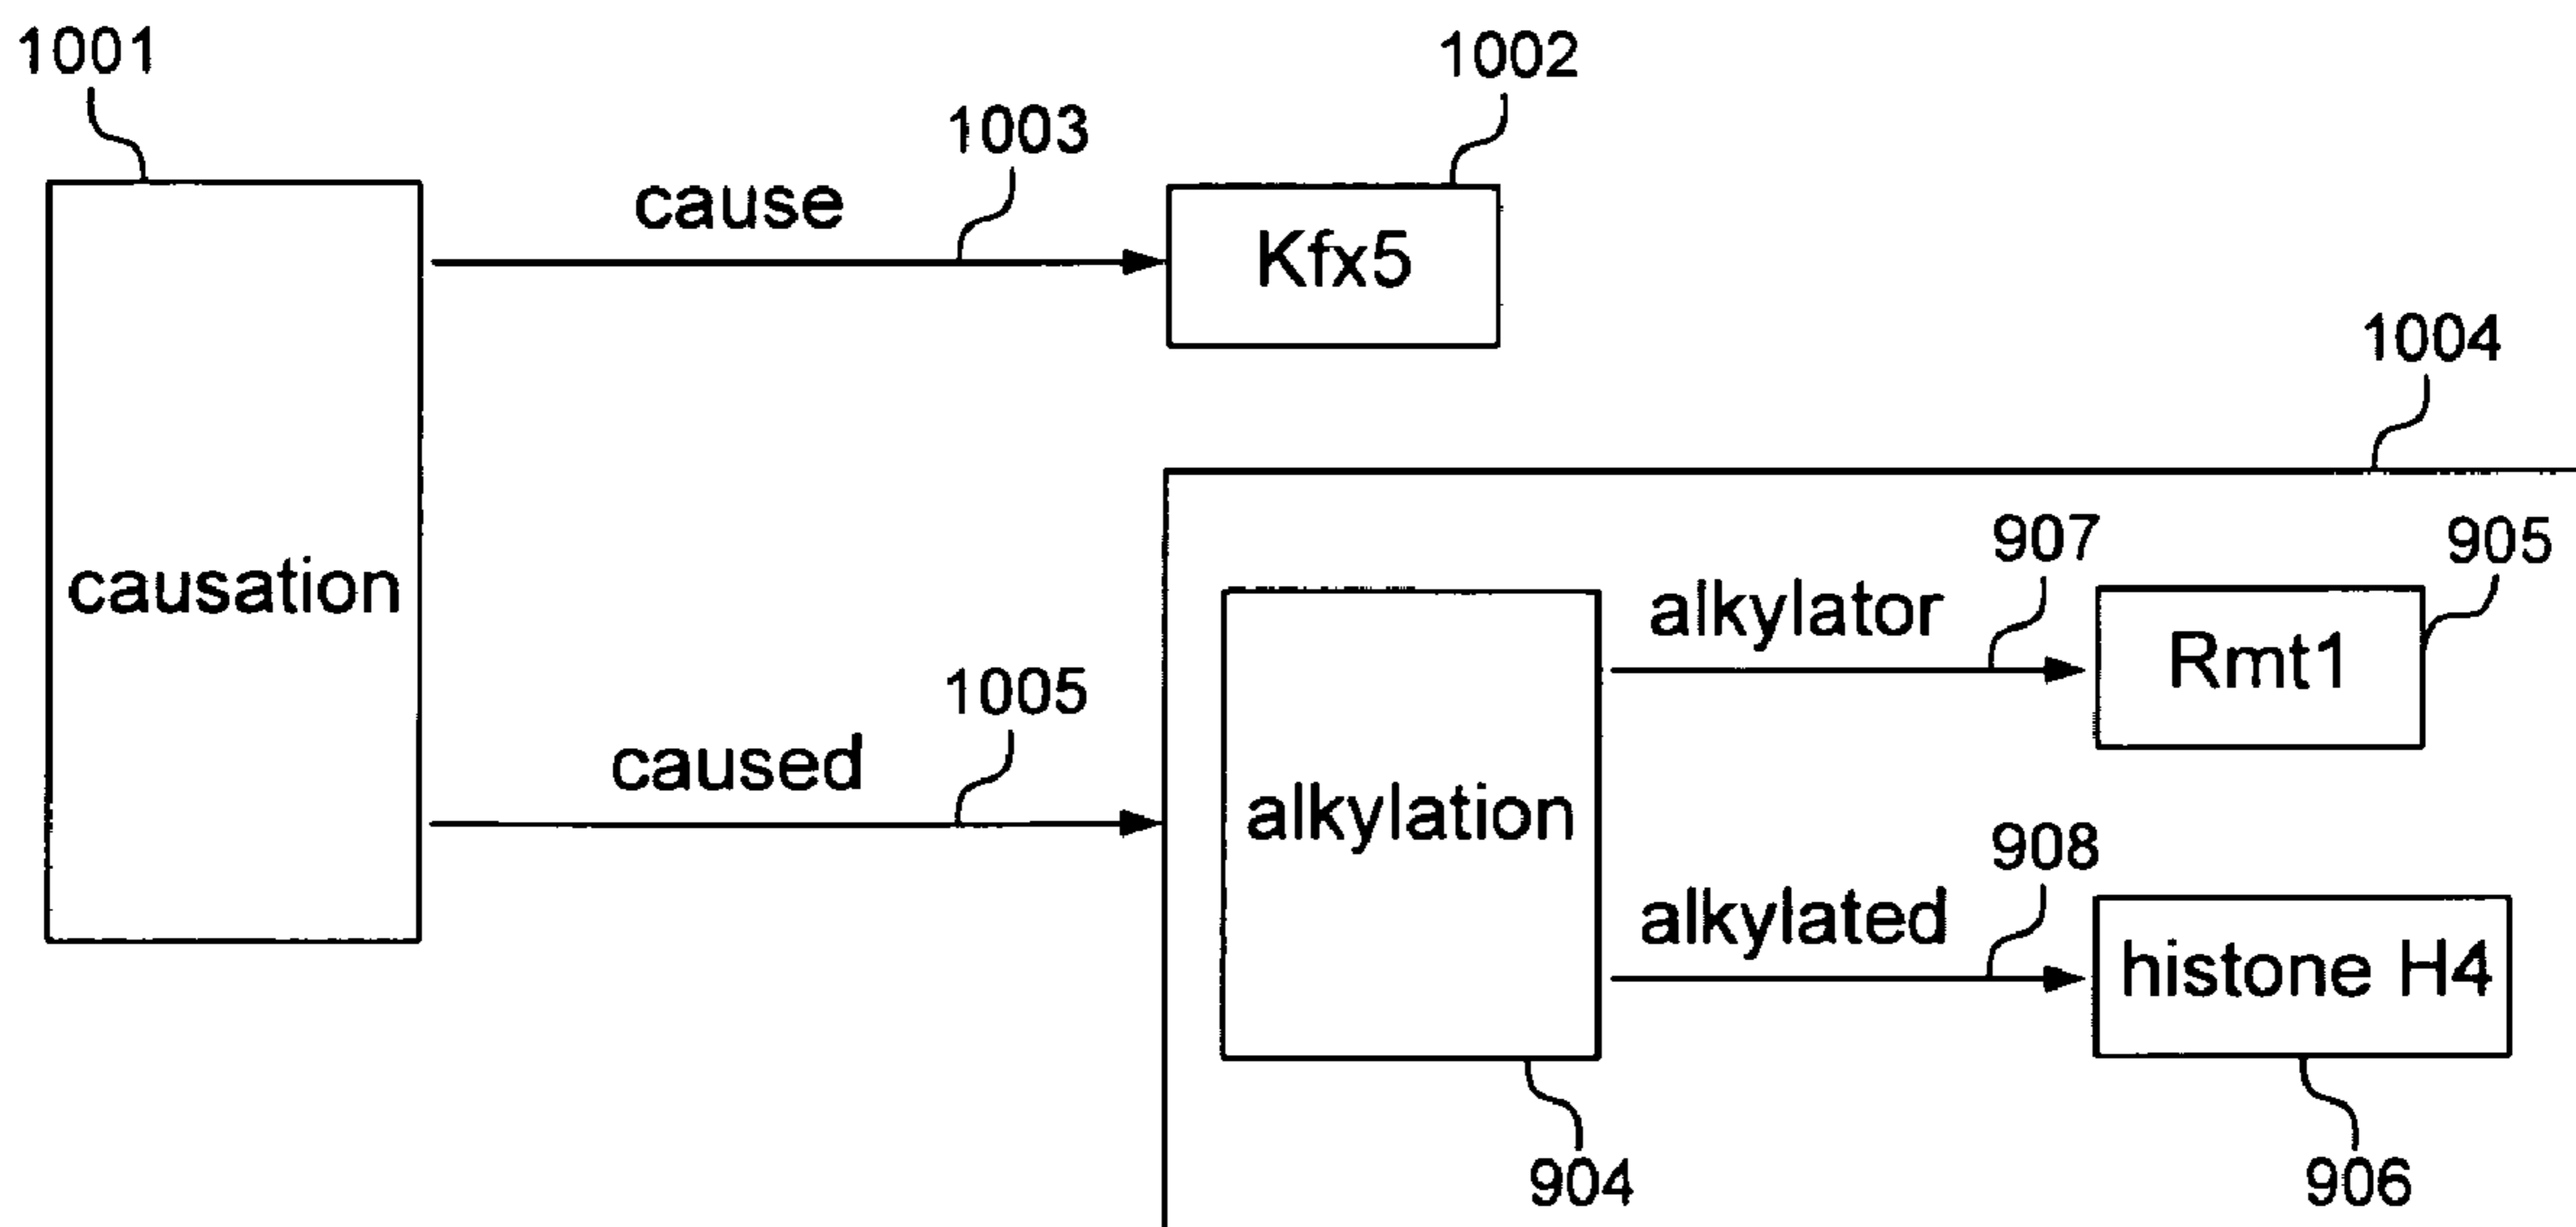 1001
1002
1003
cause
Kfx5
1004
907
905
alkylator
Rmt1
causation
1005
caused
alkylation
908
alkylated
histone H4
904
906